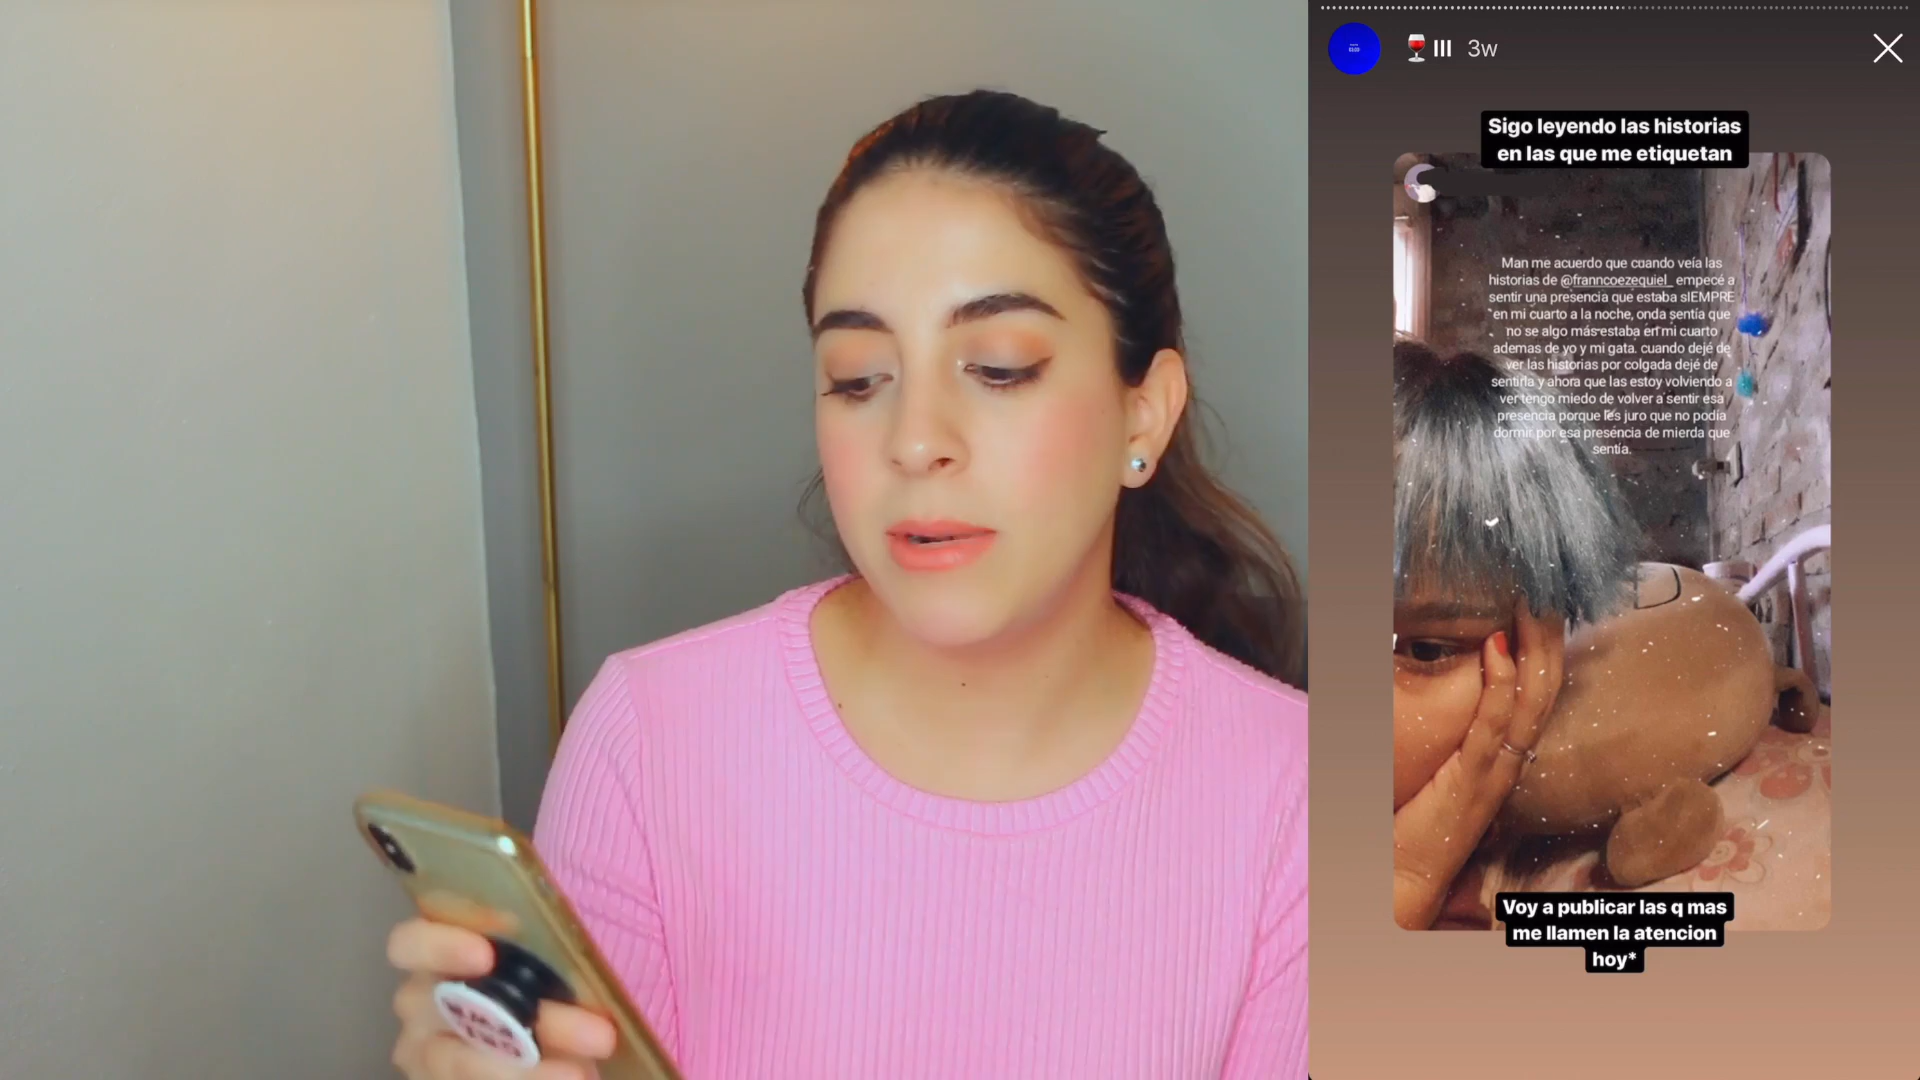 III 3w
Sigo leyendo las historias
en las que me etiquetan
Man me acuerdo que cuando veía las
historias de @franncoezequiel_ empecé a
sentir una presencia que estaba sIEMPRE
en mi cuarto a la noche, onda sentía que
no se algo más estaba en mi cuarto
ademas de yo y mi gata. cuando dejé de
ver las historias por colgada dejé de
sentirla y ahora que las estoy volviendo a
ver tengo miedo de volver a sentir esa
presencia porque les juro que no podía
dormir por esa presencia de mierda que
sentía.
Voy a publicar las q mas
me llamen la atencion
hoy*